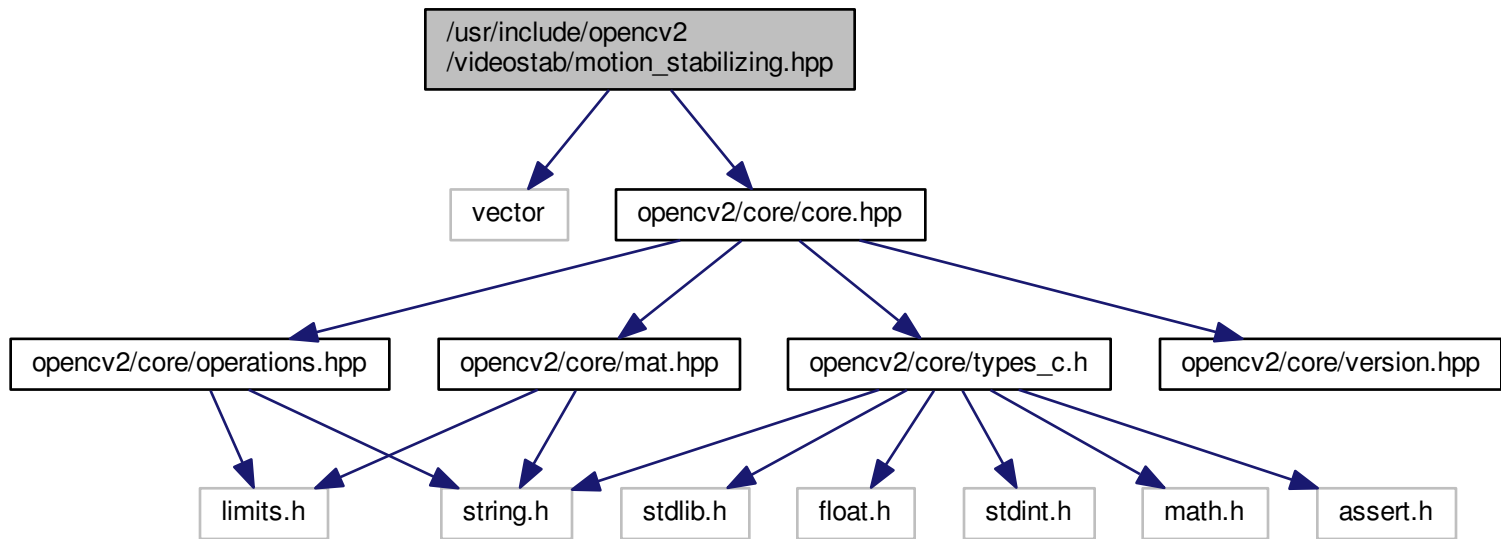 /usr/include/opencv2
/videostab/motion_stabilizing.hpp
vector
opencv2/core/core.hpp
opencv2/core/operations.hpp
opencv2/core/mat.hpp
opencv2/core/types_c.h
opencv2/core/version.hpp
limits.h
string.h
stdlib.h
float.h
stdint.h
math.h
assert.h